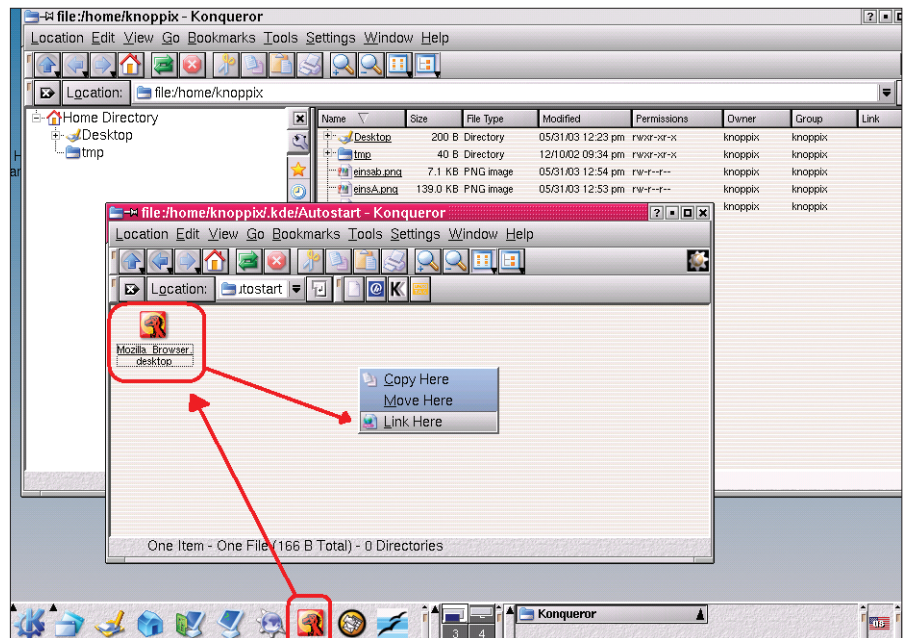 file:/home/knoppix - Konqueror
Location Edit View Go Bookmarks Tools Settings Window Help
Location: file:/home/knoppix
Home Directory
Desktop
tmp
Name Size File Type Modified Permissions Owner Group Link
Desktop 200 B Directory 05/31/03 12:23 pm rwxr-xr-x knoppix knoppix
tmp 40 B Directory 12/10/02 09:34 pm rwxr-xr-x knoppix knoppix
einsab.png 7.1 KB PNG image 05/31/03 12:54 pm rw-r--r-- knoppix knoppix
einsA.png 139.0 KB PNG image 05/31/03 12:53 pm rw-r--r-- knoppix knoppix
knoppix knoppix
file:/home/knoppix/.kde/Autostart - Konqueror
Location Edit View Go Bookmarks Tools Settings Window Help
Location: utostart
Mozilla Browser.
desktop
Copy Here
Move Here
Link Here
One Item - One File (166 B Total) - 0 Directories
3 4
Konqueror
us